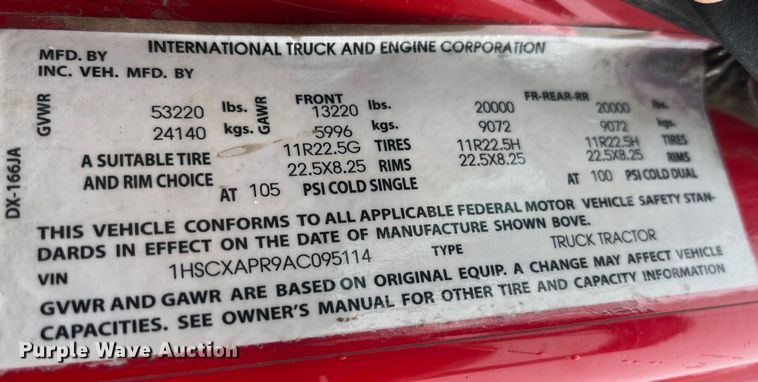 MFD. BY INTERNATIONAL TRUCK AND ENGINE CORPORATION
INC. VEH. MFD. BY
GVWR 53220 lbs. GAWR FRONT 13220 lbs. FR-REAR-RR 20000 20000 lbs.
24140 kgs. 5996 kgs. 9072 9072 kgs.
A SUITABLE TIRE 11R22.5G TIRES 11R22.5H 11R22.5H TIRES
AND RIM CHOICE 22.5X8.25 RIMS 22.5X8.25 22.5X8.25 RIMS
AT 105 PSI COLD SINGLE AT 100 PSI COLD DUAL
THIS VEHICLE CONFORMS TO ALL APPLICABLE FEDERAL MOTOR VEHICLE SAFETY STAN-
DARDS IN EFFECT ON THE DATE OF MANUFACTURE SHOWN BOVE.
VIN 1HSCXAPR9AC095114 TYPE TRUCK TRACTOR
GVWR AND GAWR ARE BASED ON ORIGINAL EQUIP. A CHANGE MAY AFFECT VEHICLE
CAPACITIES. SEE OWNER'S MANUAL FOR OTHER TIRE AND CAPACITY INFORMATION
DX-166JA
Purple Wave Auction